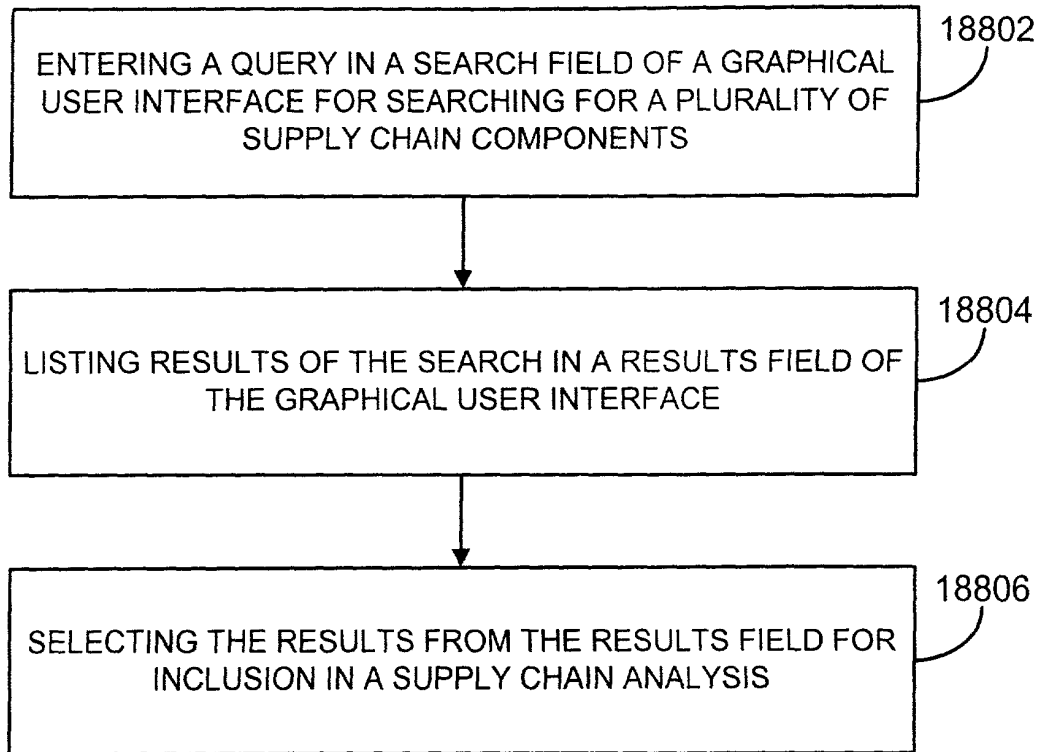 18802
ENTERING A QUERY IN A SEARCH FIELD OF A GRAPHICAL
USER INTERFACE FOR SEARCHING FOR A PLURALITY OF
SUPPLY CHAIN COMPONENTS
18804
LISTING RESULTS OF THE SEARCH IN A RESULTS FIELD OF
THE GRAPHICAL USER INTERFACE
18806
SELECTING THE RESULTS FROM THE RESULTS FIELD FOR
INCLUSION IN A SUPPLY CHAIN ANALYSIS